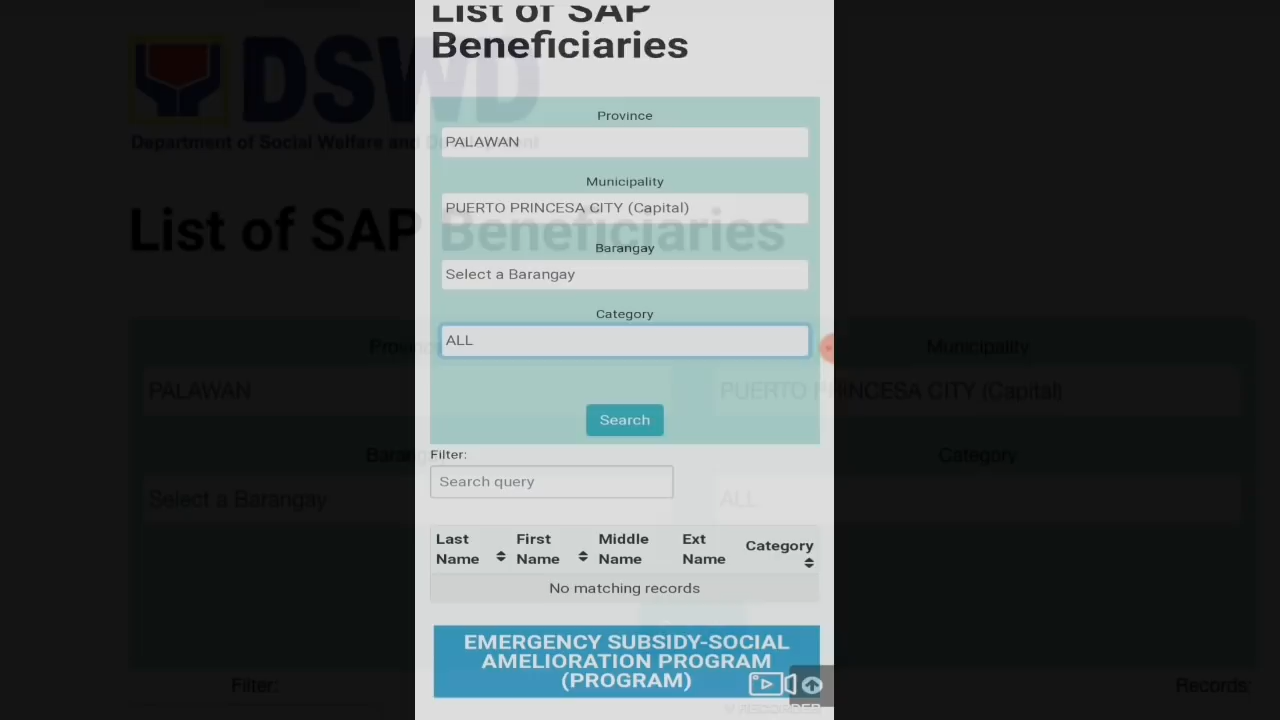 List of SAP
Beneficiaries
Province
PALAWAN
Municipality
PUERTO PRINCESA CITY (Capital)
Barangay
Select a Barangay
Category
ALL
Search
Filter:
Search query
Last Name
First Name
Middle Name
Ext Name
Category
No matching records
EMERGENCY SUBSIDY-SOCIAL
AMELIORATION PROGRAM
(PROGRAM)
DSWD
Department of Social Welfare and Development
List of SAP Beneficiaries
Province
Municipality
PALAWAN
PUERTO PRINCESA CITY (Capital)
Barangay
Category
Select a Barangay
ALL
Filter:
Records: